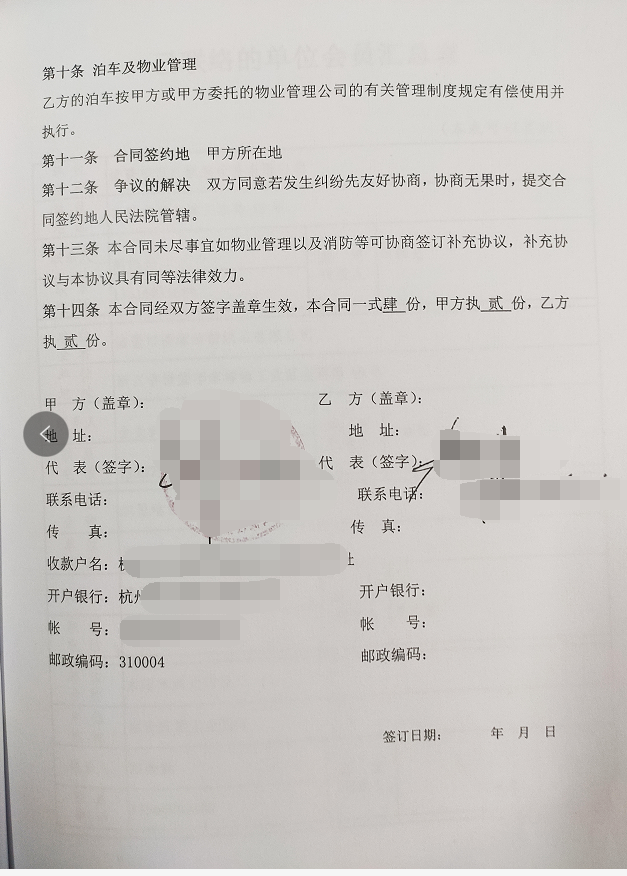 第十条 泊车及物业管理
乙方的泊车按甲方或甲方委托的物业管理公司的有关管理制度规定有偿使用并
执行。
第十一条 合同签约地 甲方所在地
第十二条 争议的解决 双方同意若发生纠纷先友好协商，协商无果时，提交合
同签约地人民法院管辖。
第十三条 本合同未尽事宜如物业管理以及消防等可协商签订补充协议，补充协
议与本协议具有同等法律效力。
第十四条 本合同经双方签字盖章生效，本合同一式肆 份，甲方执 贰 份，乙方
执 贰 份。
甲 方（盖章）： 乙 方（盖章）：
地 址： 地 址：
代 表（签字）： 代 表（签字）：
联系电话： 联系电话：
传 真： 传 真：
收款户名：
开户银行：杭 开户银行：
帐 号： 帐 号：
邮政编码：310004 邮政编码：
签订日期： 年 月 日